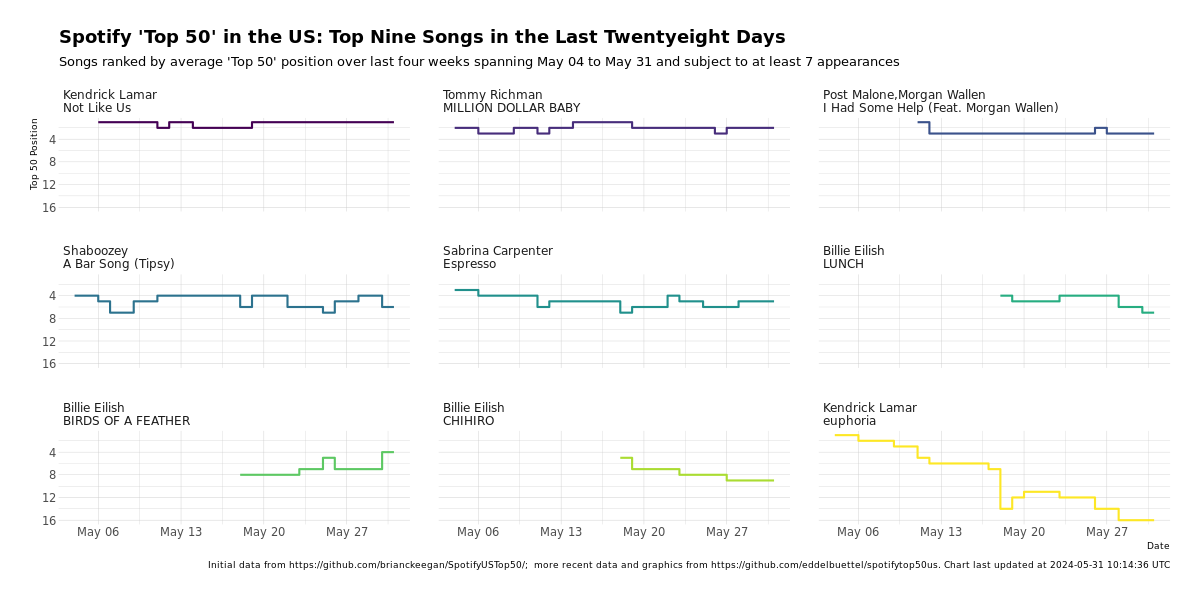 Spotify 'Top 50' in the US: Top Nine Songs in the Last Twentyeight Days
Songs ranked by average 'Top 50' position over last four weeks spanning May 04 to May 31 and subject to at least 7 appearances
Kendrick Lamar
Not Like Us
Tommy Richman
MILLION DOLLAR BABY
Post Malone,Morgan Wallen
I Had Some Help (Feat. Morgan Wallen)
Top 50 Position
4
8
12
16
Shaboozey
A Bar Song (Tipsy)
Sabrina Carpenter
Espresso
Billie Eilish
LUNCH
4
8
12
16
Billie Eilish
BIRDS OF A FEATHER
Billie Eilish
CHIHIRO
Kendrick Lamar
euphoria
4
8
12
16
May 06 May 13 May 20 May 27
May 06 May 13 May 20 May 27
May 06 May 13 May 20 May 27
Date
Initial data from https://github.com/brianckeegan/SpotifyUSTop50/; more recent data and graphics from https://github.com/eddelbuettel/spotifytop50us. Chart last updated at 2024-05-31 10:14:36 UTC